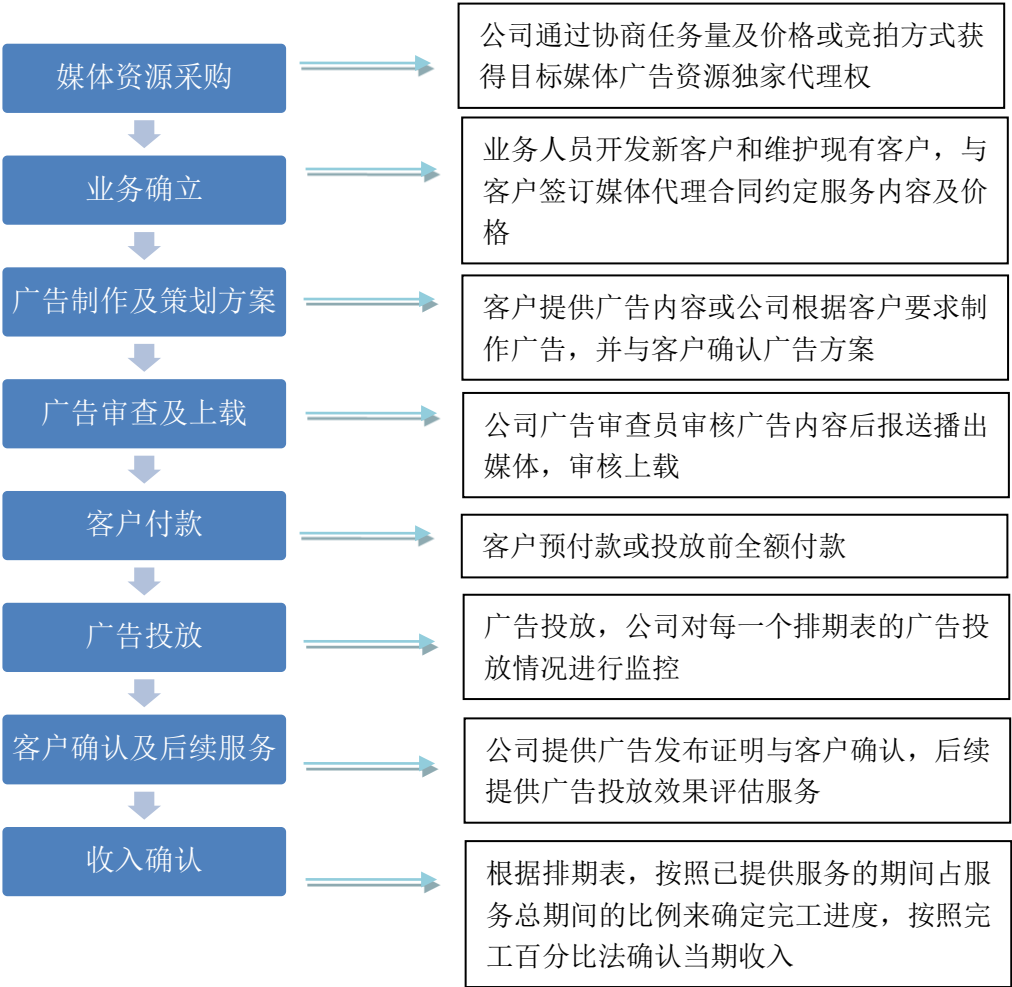 媒体资源采购
公司通过协商任务量及价格或竞拍方式获
得目标媒体广告资源独家代理权
业务确立
业务人员开发新客户和维护现有客户，与
客户签订媒体代理合同约定服务内容及价
格
广告制作及策划方案
客户提供广告内容或公司根据客户要求制
作广告，并与客户确认广告方案
广告审查及上载
公司广告审查员审核广告内容后报送播出
媒体，审核上载
客户付款
客户预付款或投放前全额付款
广告投放
广告投放，公司对每一个排期表的广告投
放情况进行监控
客户确认及后续服务
公司提供广告发布证明与客户确认，后续
提供广告投放效果评估服务
收入确认
根据排期表，按照已提供服务的期间占服
务总期间的比例来确定完工进度，按照完
工百分比法确认当期收入